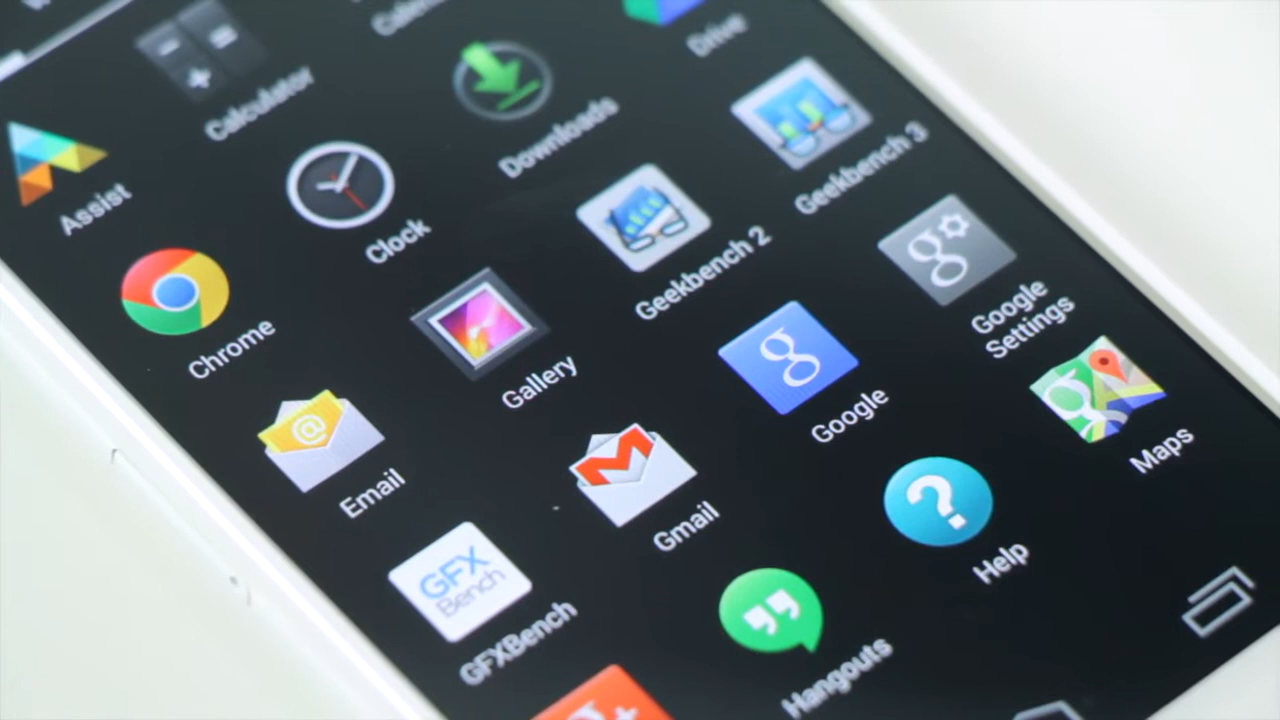 Calculator
Downloads
Drive
Assist
Clock
Geekbench 2
Geekbench 3
Chrome
Gallery
Google
Google
Settings
Email
Gmail
Help
Maps
GFX
Bench
GFXBench
Hangouts